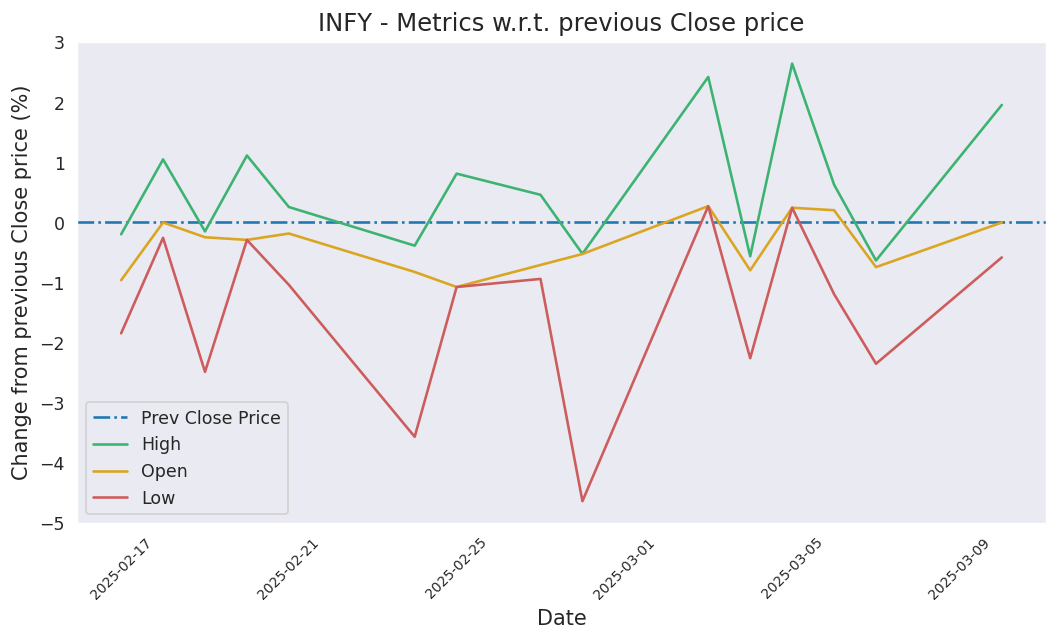 INFY - Metrics w.r.t. previous Close price
Change from previous Close price (%)
3
2
1
0
−1
−2
−3
−4
−5
Prev Close Price
High
Open
Low
2025-02-17
2025-02-21
2025-02-25
2025-03-01
2025-03-05
2025-03-09
Date